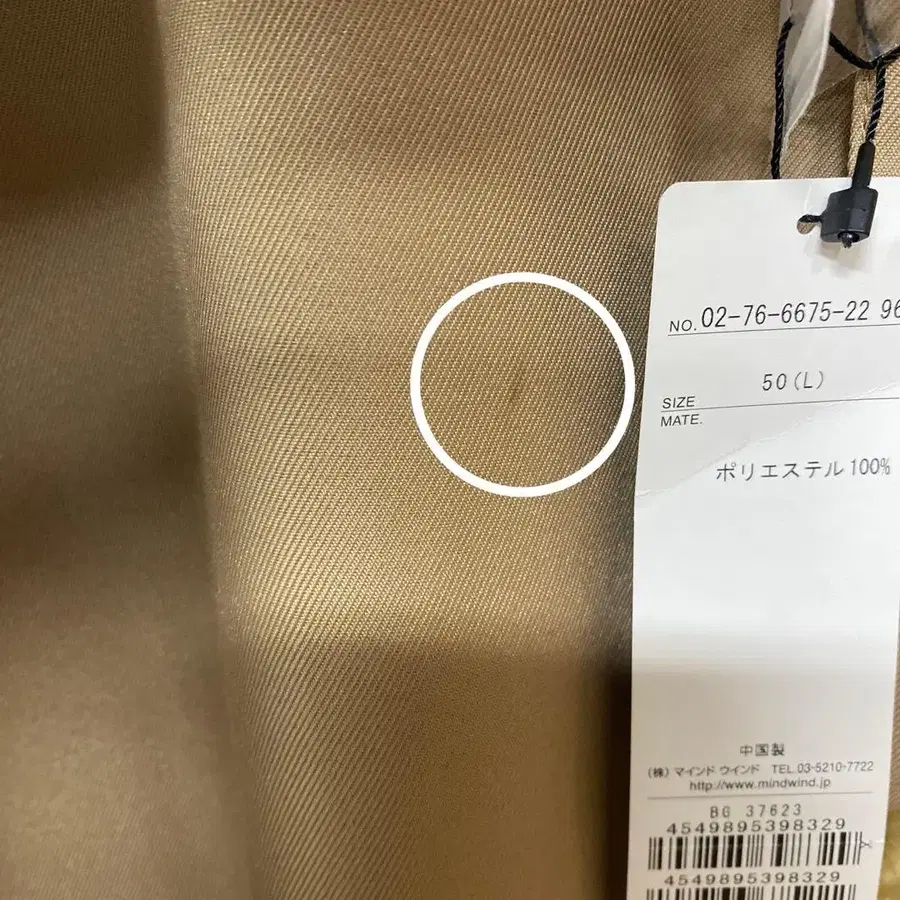 NO. 02-76-6675-22 96
50(L)
SIZE
MATE.
ポリエステル100%
中国製
(株)マインド ウインド TEL.03-5210-7722
http://www.mindwind.jp
BG 37623
4549895398329
4549895398329